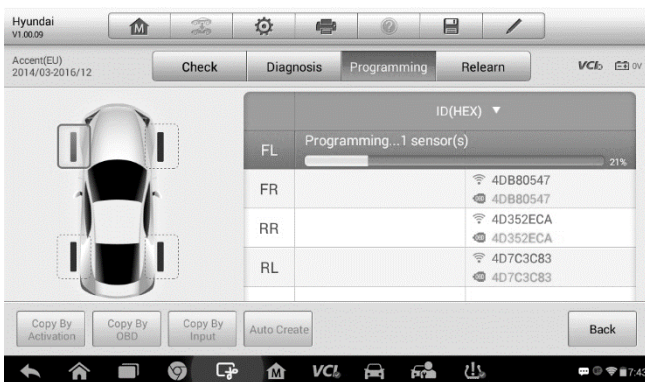 Hyundai
V1.00.09
M
?
Accent(EU)
2014/03-2016/12
Check
Diagnosis
Programming
Relearn
VCI
0V
ID(HEX) ▼
FL
Programming...1 sensor(s)
21%
FR
4DB80547
4DB80547
RR
4D352ECA
4D352ECA
RL
4D7C3C83
4D7C3C83
Copy By
Activation
Copy By
OBD
Copy By
Input
Auto Create
Back
M
VCI
7:43